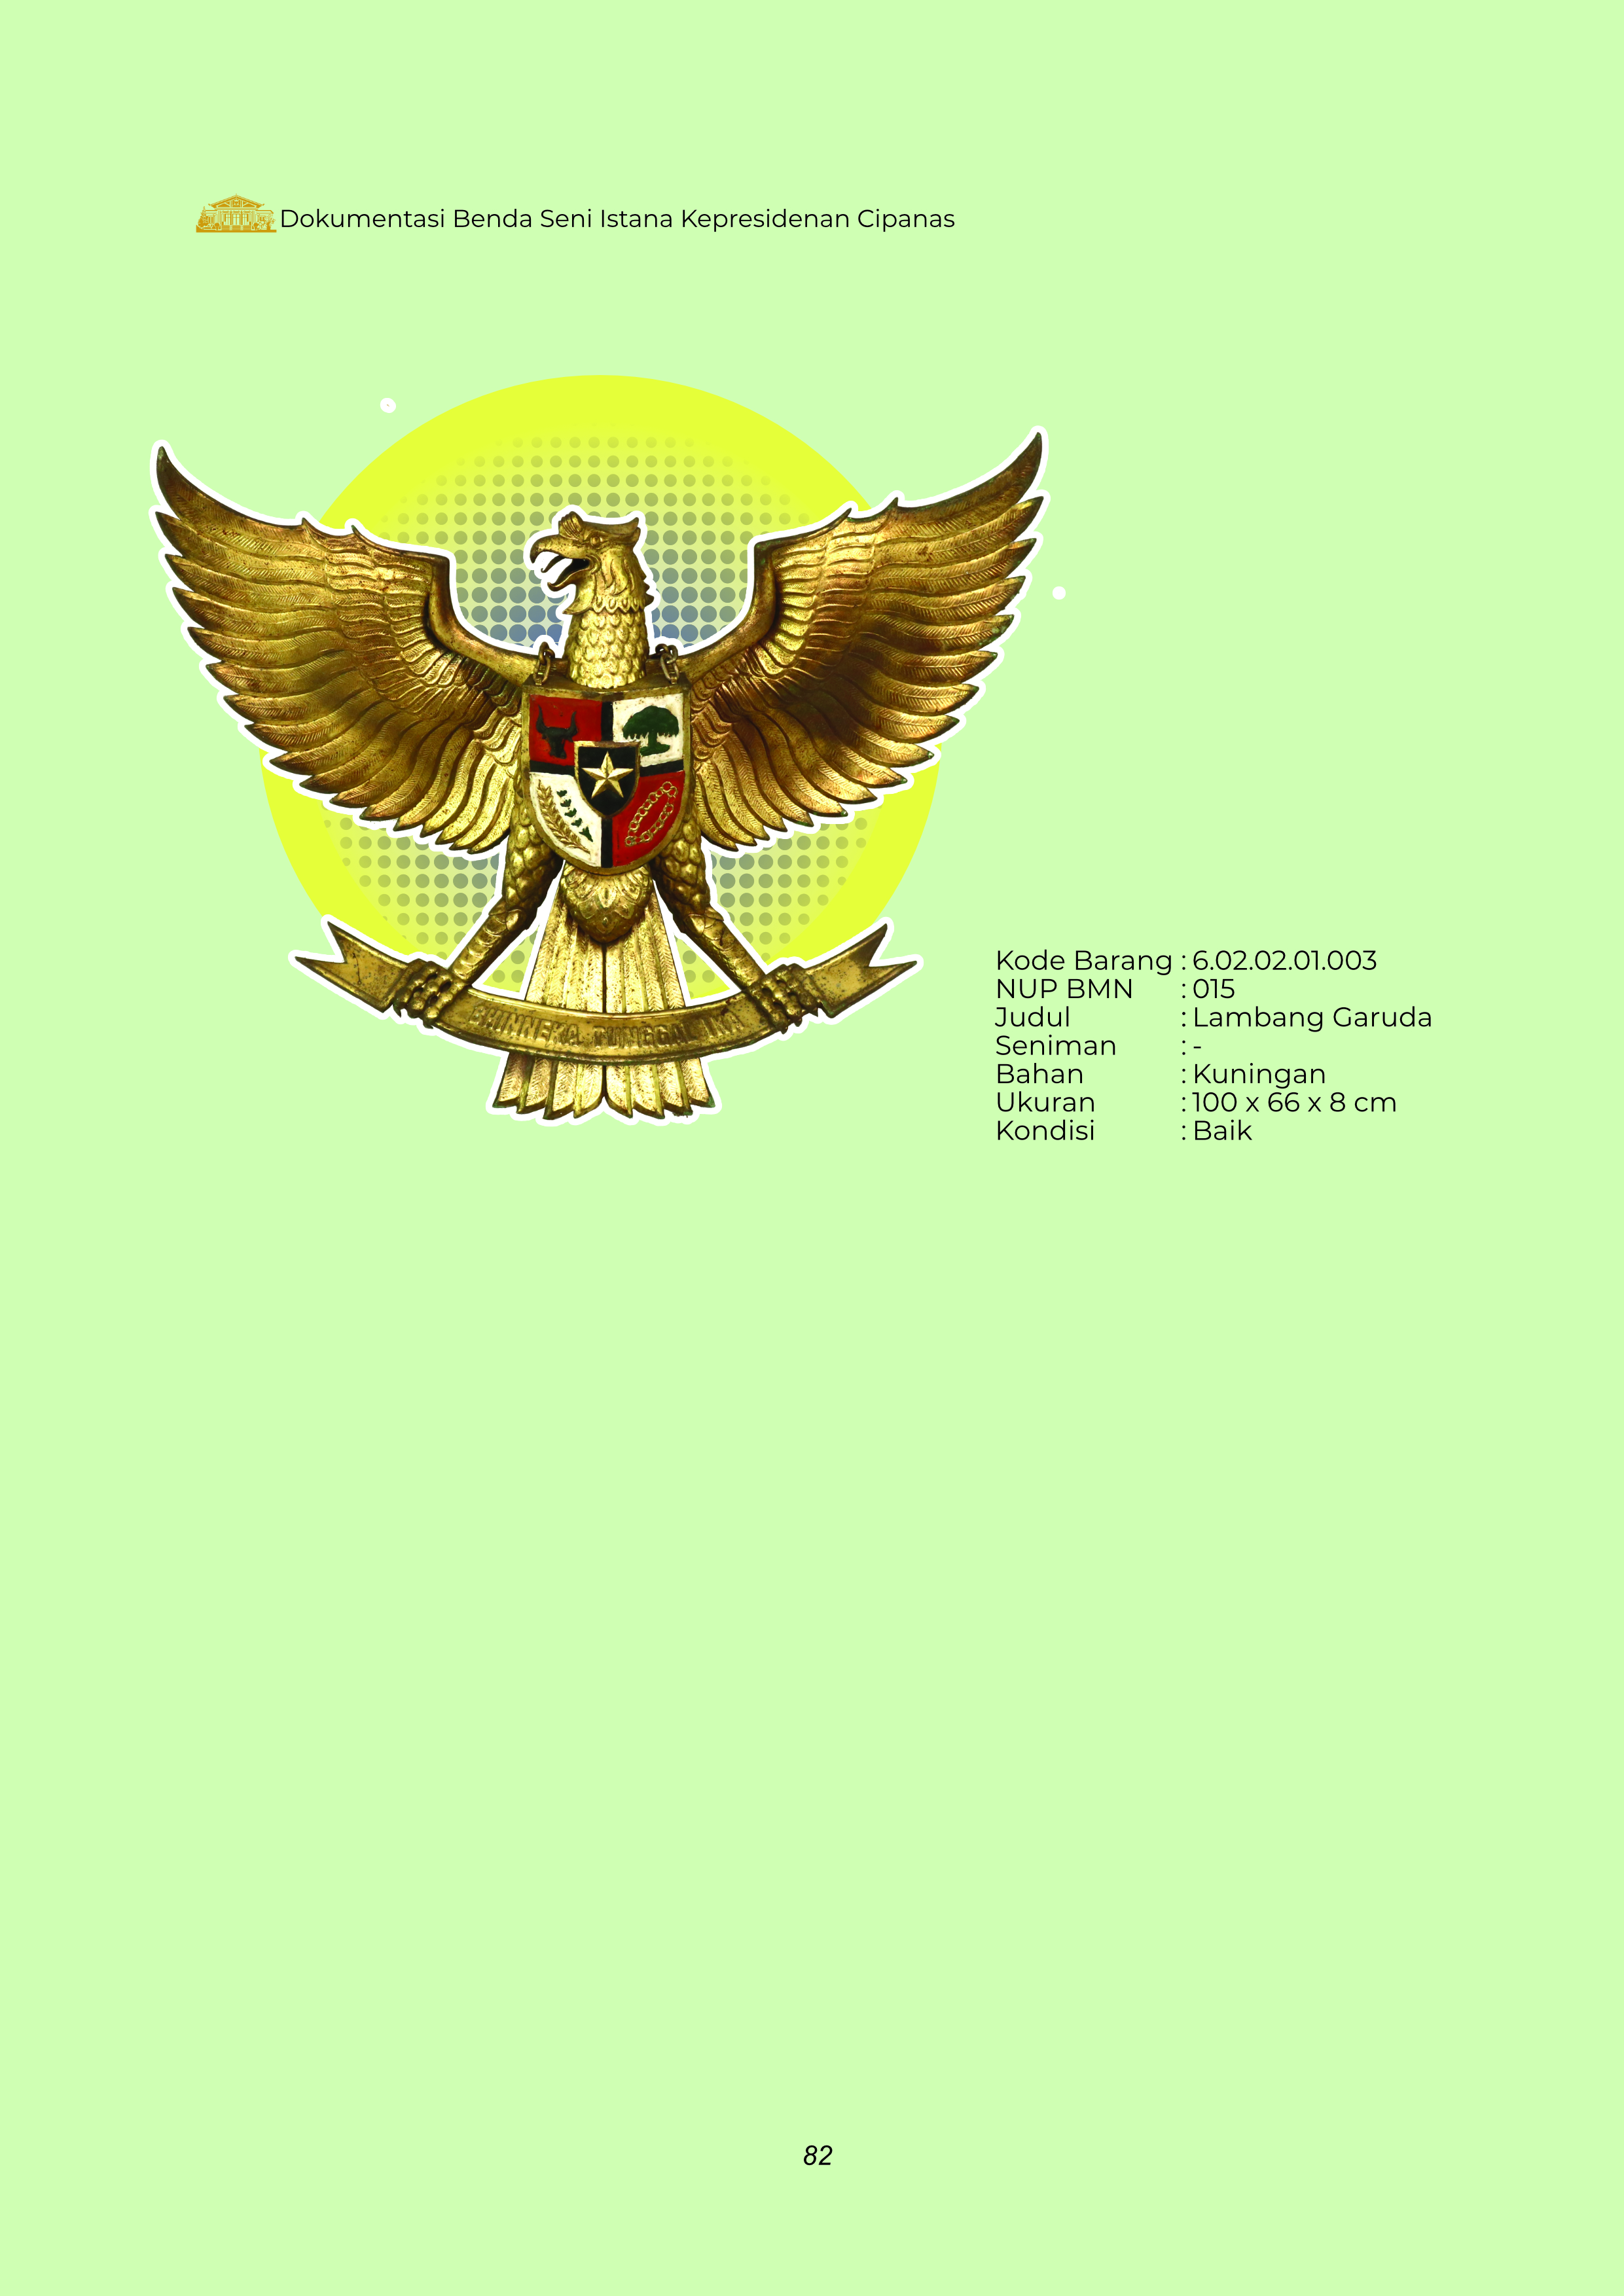 Dokumentasi Benda Seni Istana Kepresidenan Cipanas
BHINNEKA TUNGGAL IKA
Kode Barang : 6.02.02.01.003
NUP BMN : 015
Judul : Lambang Garuda
Seniman : -
Bahan : Kuningan
Ukuran : 100 x 66 x 8 cm
Kondisi : Baik
82